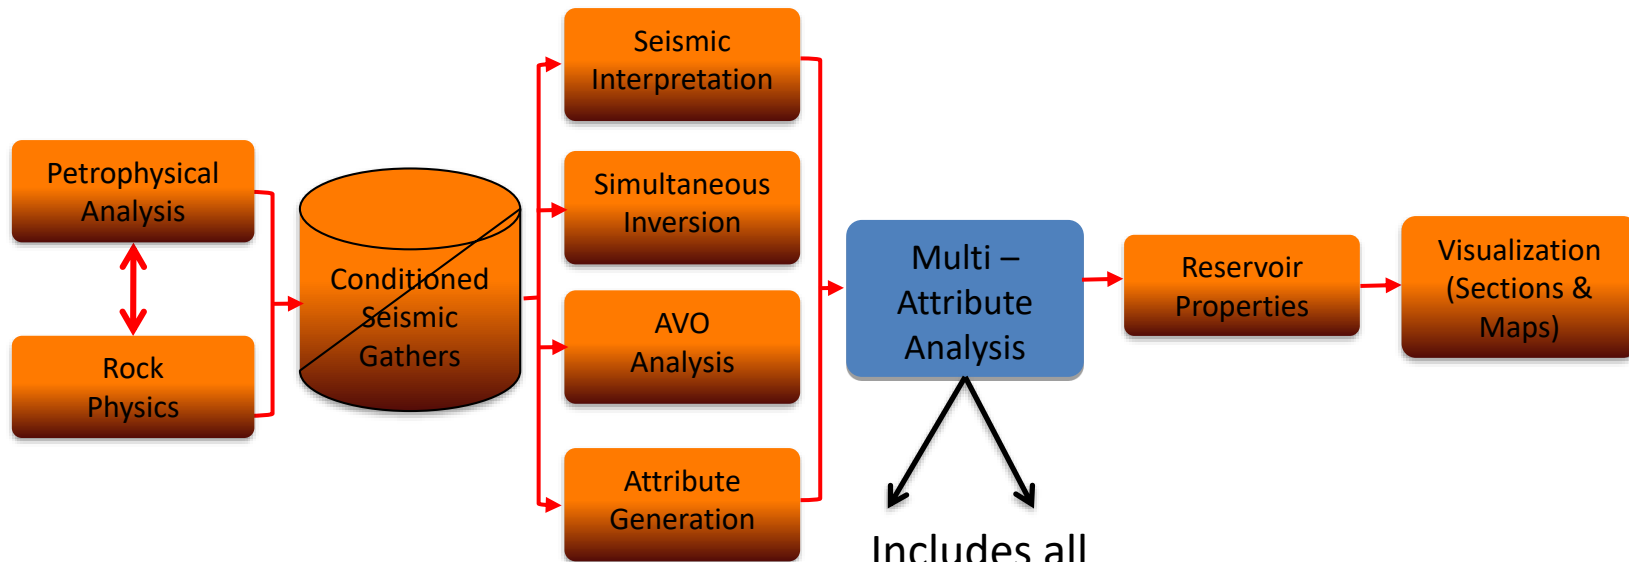 Petrophysical
Analysis
Rock
Physics
Conditioned
Seismic
Gathers
Seismic
Interpretation
Simultaneous
Inversion
AVO
Analysis
Attribute
Generation
Multi –
Attribute
Analysis
Includes all
Reservoir
Properties
Visualization
(Sections &
Maps)